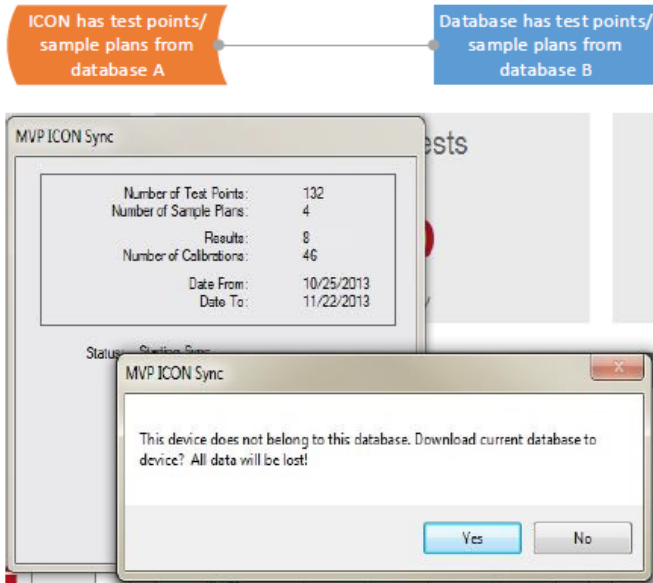 ICON has test points/
sample plans from
database A
Database has test points/
sample plans from
database B
MVP ICON Sync
ests
Number of Test Points: 132
Number of Sample Plans: 4
Results: 8
Number of Calibrations: 46
Date From: 10/25/2013
Date To: 11/22/2013
Status: Starting Sync
MVP ICON Sync
This device does not belong to this database. Download current database to
device? All data will be lost!
Yes No